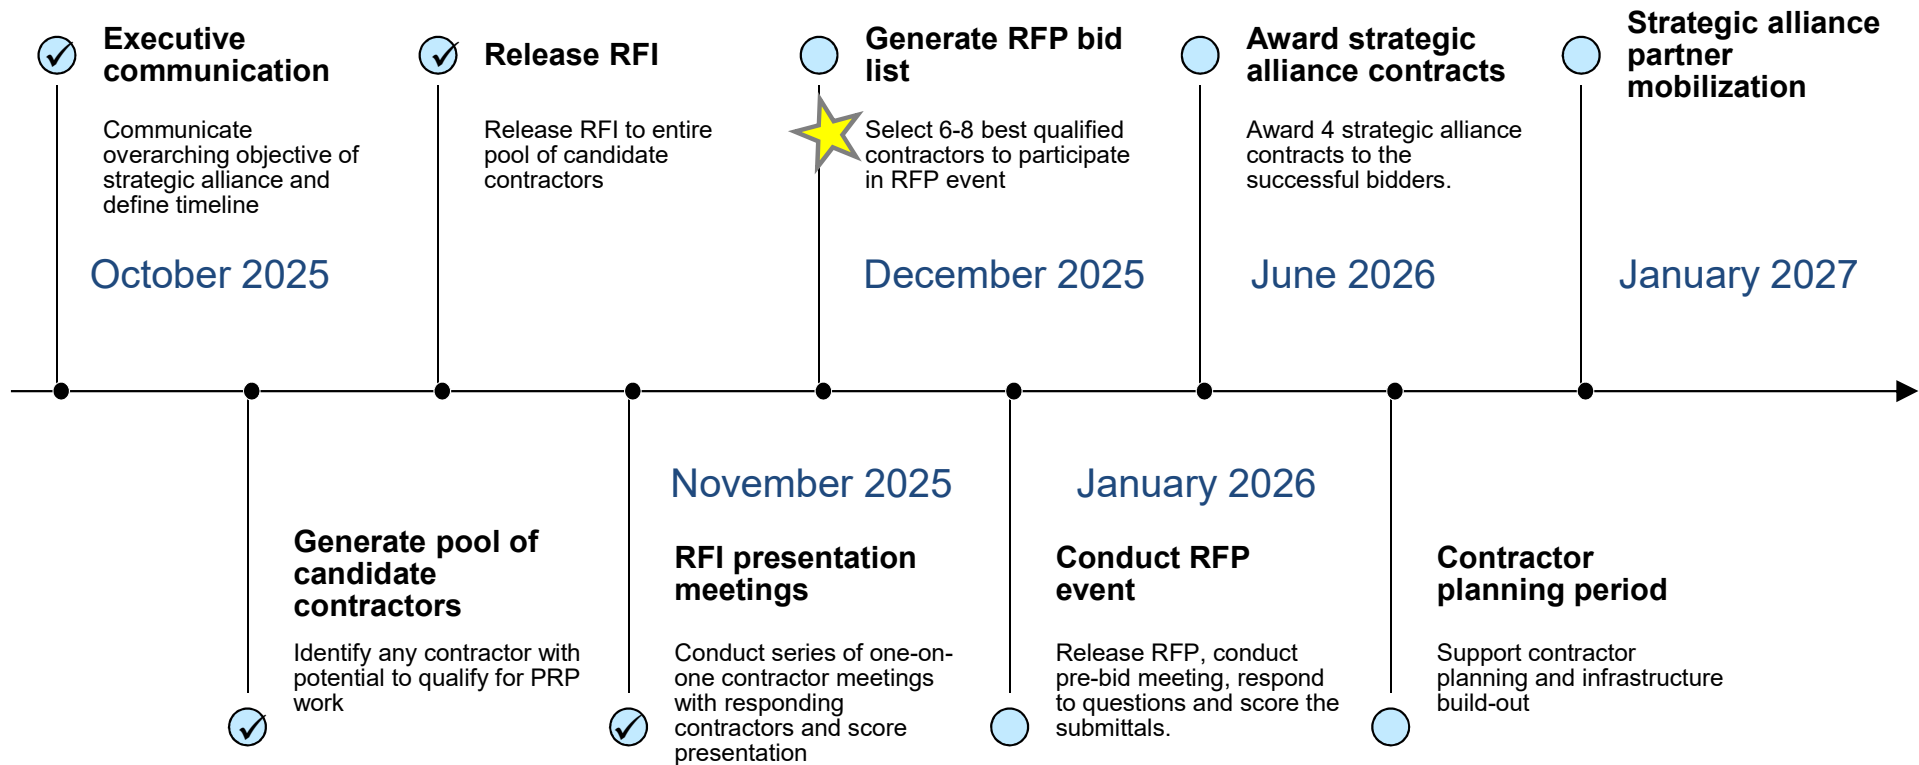 Executive
communication
Communicate
overarching objective of
strategic alliance and
define timeline
October 2025
Release RFI
Release RFI to entire
pool of candidate
contractors
Generate RFP bid
list
Select 6-8 best qualified
contractors to participate
in RFP event
December 2025
Award strategic
alliance contracts
Award 4 strategic alliance
contracts to the
successful bidders.
June 2026
Strategic alliance
partner
mobilization
January 2027
Generate pool of
candidate
contractors
Identify any contractor with
potential to qualify for PRP
work
November 2025
RFI presentation
meetings
Conduct series of one-on-
one contractor meetings
with responding
contractors and score
presentation
January 2026
Conduct RFP
event
Release RFP, conduct
pre-bid meeting, respond
to questions and score the
submittals.
Contractor
planning period
Support contractor
planning and infrastructure
build-out